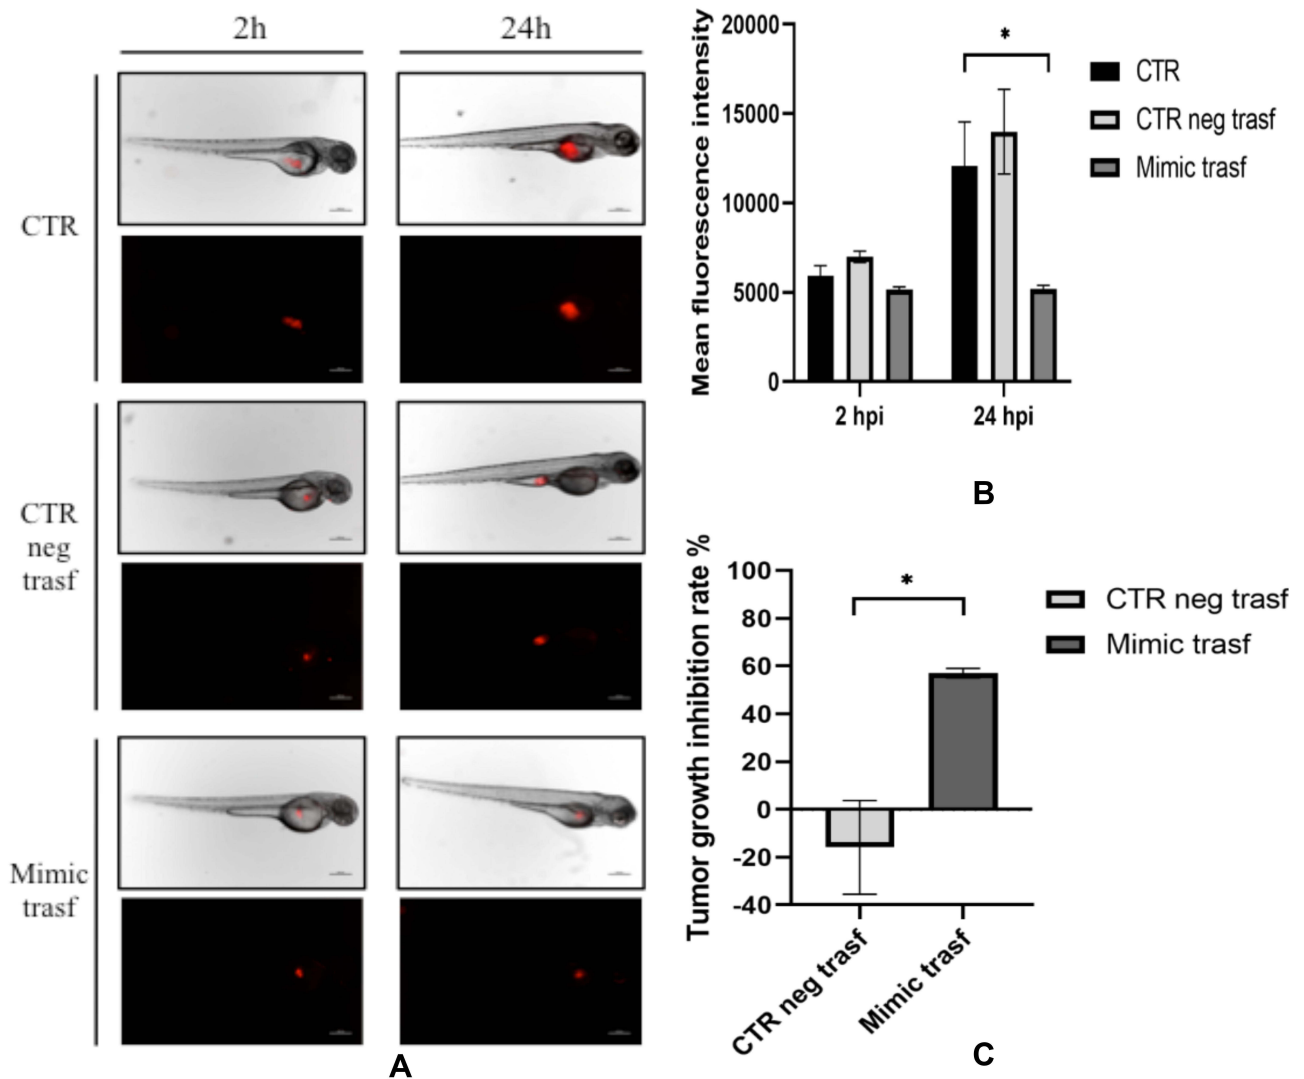 2h
24h
CTR
CTR
neg
trasf
Mimic
trasf
A
Mean fluorescence intensity
20000
15000
10000
5000
0
2 hpi
24 hpi
*
CTR
CTR neg trasf
Mimic trasf
B
Tumor growth inhibition rate %
100
80
60
40
20
0
-20
-40
*
CTR neg trasf
Mimic trasf
CTR neg trasf
Mimic trasf
C